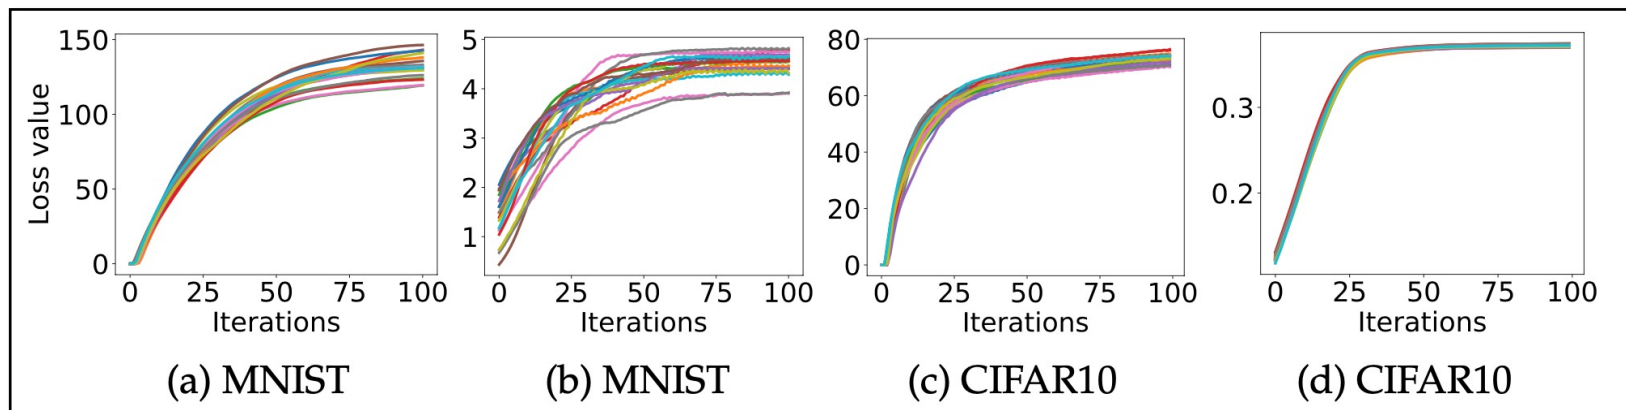 Loss value
150
100
50
0
0 25 50 75 100
Iterations
(a) MNIST
5
4
3
2
1
0 25 50 75 100
Iterations
(b) MNIST
80
60
40
20
0
0 25 50 75 100
Iterations
(c) CIFAR10
0.3
0.2
0 25 50 75 100
Iterations
(d) CIFAR10